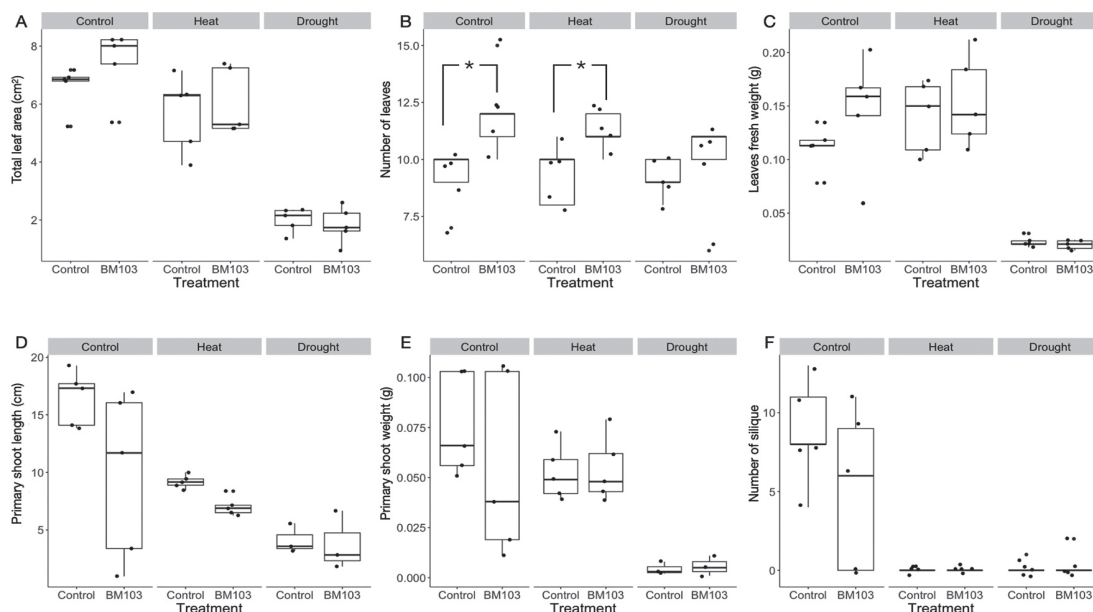 A
Control Heat Drought
Total leaf area (cm²)
8
6
4
2
Control BM103 Control BM103 Control BM103
Treatment
B
Control Heat Drought
Number of leaves
15.0
12.5
10.0
7.5
* *
Control BM103 Control BM103 Control BM103
Treatment
C
Control Heat Drought
Leaves fresh weight (g)
0.20
0.15
0.10
0.05
Control BM103 Control BM103 Control BM103
Treatment
D
Control Heat Drought
Primary shoot length (cm)
20
15
10
5
Control BM103 Control BM103 Control BM103
Treatment
E
Control Heat Drought
Primary shoot weight (g)
0.100
0.075
0.050
0.025
0.000
Control BM103 Control BM103 Control BM103
Treatment
F
Control Heat Drought
Number of silique
10
5
0
Control BM103 Control BM103 Control BM103
Treatment